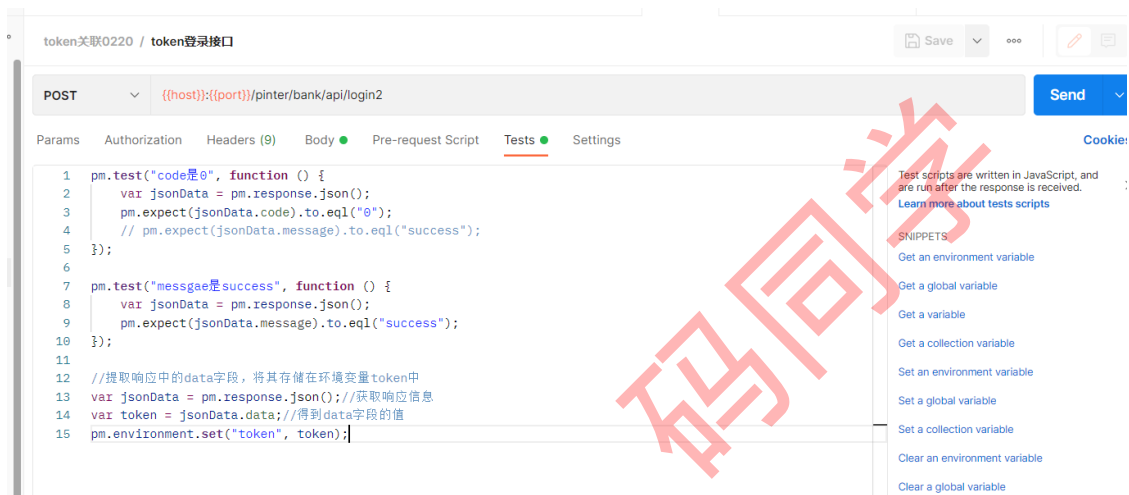 token关联0220 / token登录接口
Save
POST
{{host}}:{{port}}/pinter/bank/api/login2
Send
Params Authorization Headers (9) Body Pre-request Script Tests Settings
Cookies
1 pm.test("code是0", function () {
2 var jsonData = pm.response.json();
3 pm.expect(jsonData.code).to.eql("0");
4 // pm.expect(jsonData.message).to.eql("success");
5 });
6
7 pm.test("messgae是success", function () {
8 var jsonData = pm.response.json();
9 pm.expect(jsonData.message).to.eql("success");
10 });
11
12 //提取响应中的data字段，将其存储在环境变量token中
13 var jsonData = pm.response.json();//获取响应信息
14 var token = jsonData.data;//得到data字段的值
15 pm.environment.set("token", token);
Test scripts are written in JavaScript, and
are run after the response is received.
Learn more about tests scripts
SNIPPETS
Get an environment variable
Get a global variable
Get a variable
Get a collection variable
Set an environment variable
Set a global variable
Set a collection variable
Clear an environment variable
Clear a global variable
码同学